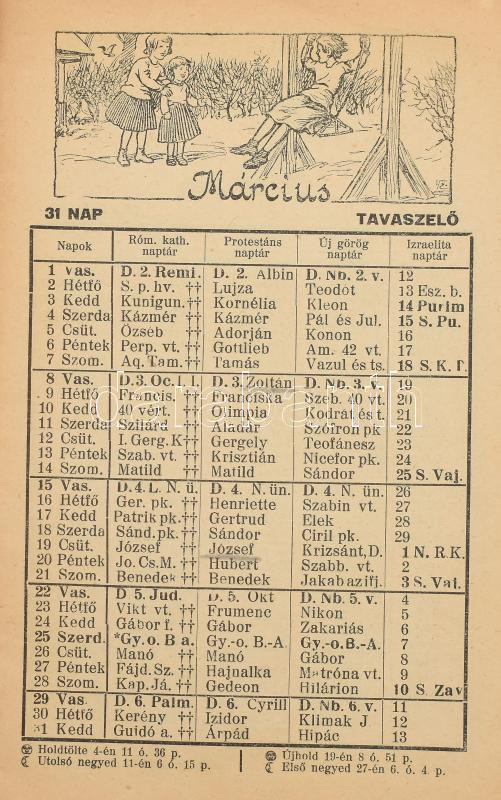 Március
31 NAP TAVASZELŐ
Napok Róm. kath. naptár Protestáns naptár Új görög naptár Izraelita naptár
1 Vas. D. 2. Remi. D. 2. Albin D. Nb. 2. v. 12
2 Hétfő S. p. hv. †† Lujza Teodót 13 Esz. b.
3 Kedd Kunigun. †† Kornélia Kleon 14 Purim
4 Szerda Kázmér †† Kázmér Pál és Jul. 15 S. Pu.
5 Csüt. Özséb †† Adorján Konon 16
6 Péntek Perp. vt. †† Gottlieb Am. 42 vt. 17
7 Szom. Aq. Tam. †† Tamás Vazul és ts. 18 S. K. T.
8 Vas. D. 3. Oc. D. 3. Zoltán D. Nb. 3. v. 19
9 Hétfő Francis. †† Franciska Szeb. 40 vt. 20
10 Kedd 40 vért. †† Olimpia Kodrát és t. 21
11 Szerda Szilárd †† Aladár Szófron pk 22
12 Csüt. I. Gerg. K†† Gergely Teofánesz 23
13 Péntek Szab. vt. †† Krisztián Nicefor pk. 24
14 Szom. Matild †† Matild Sándor 25 S. Vaj.
15 Vas. D. 4. L. N. ü. D. 4. N. ün. D. 4. N. ün. 26
16 Hétfő Ger. pk. †† Henriette Szabin vt. 27
17 Kedd Patrik pk. †† Gertrud Elek 28
18 Szerda Sánd. pk. †† Sándor Ciril pk. 29
19 Csüt. József †† József Krizsánt, D. 1 N. R. K.
20 Péntek Jo. Cs. M. †† Hubert Szabb. vt. 2
21 Szom. Benedek †† Benedek Jakab az ifj. 3 S. Vat.
22 Vas. D 5. Jud. D. 5. Okt D. Nb. 5. v. 4
23 Hétfő Vikt vt. †† Frumenc Nikon 5
24 Kedd Gábor f. †† Gábor Zakariás 6
25 Szerd. *Gy. o. B a. Gy.-o. B.-A. Gy.-o. B.-A. 7
26 Csüt. Manó †† Manó Gábor 8
27 Péntek Fájd. Sz. †† Hajnalka Matróna vt. 9
28 Szom. Kap. Já. †† Gedeon Hilárion 10 S. Zav
29 Vas. D. 6. Palm. D. 6. Cyrill D. Nb. 6. v. 11
30 Hétfő Kerény †† Izidor Klimak J 12
31 Kedd Guidó a. †† Árpád Hipác 13
Holdtölte 4-én 11 ó. 36 p. Újhold 19-én 8 ó. 51 p.
Utolsó negyed 11-én 6 ó. 15 p. Első negyed 27-én 6 ó. 4 p.